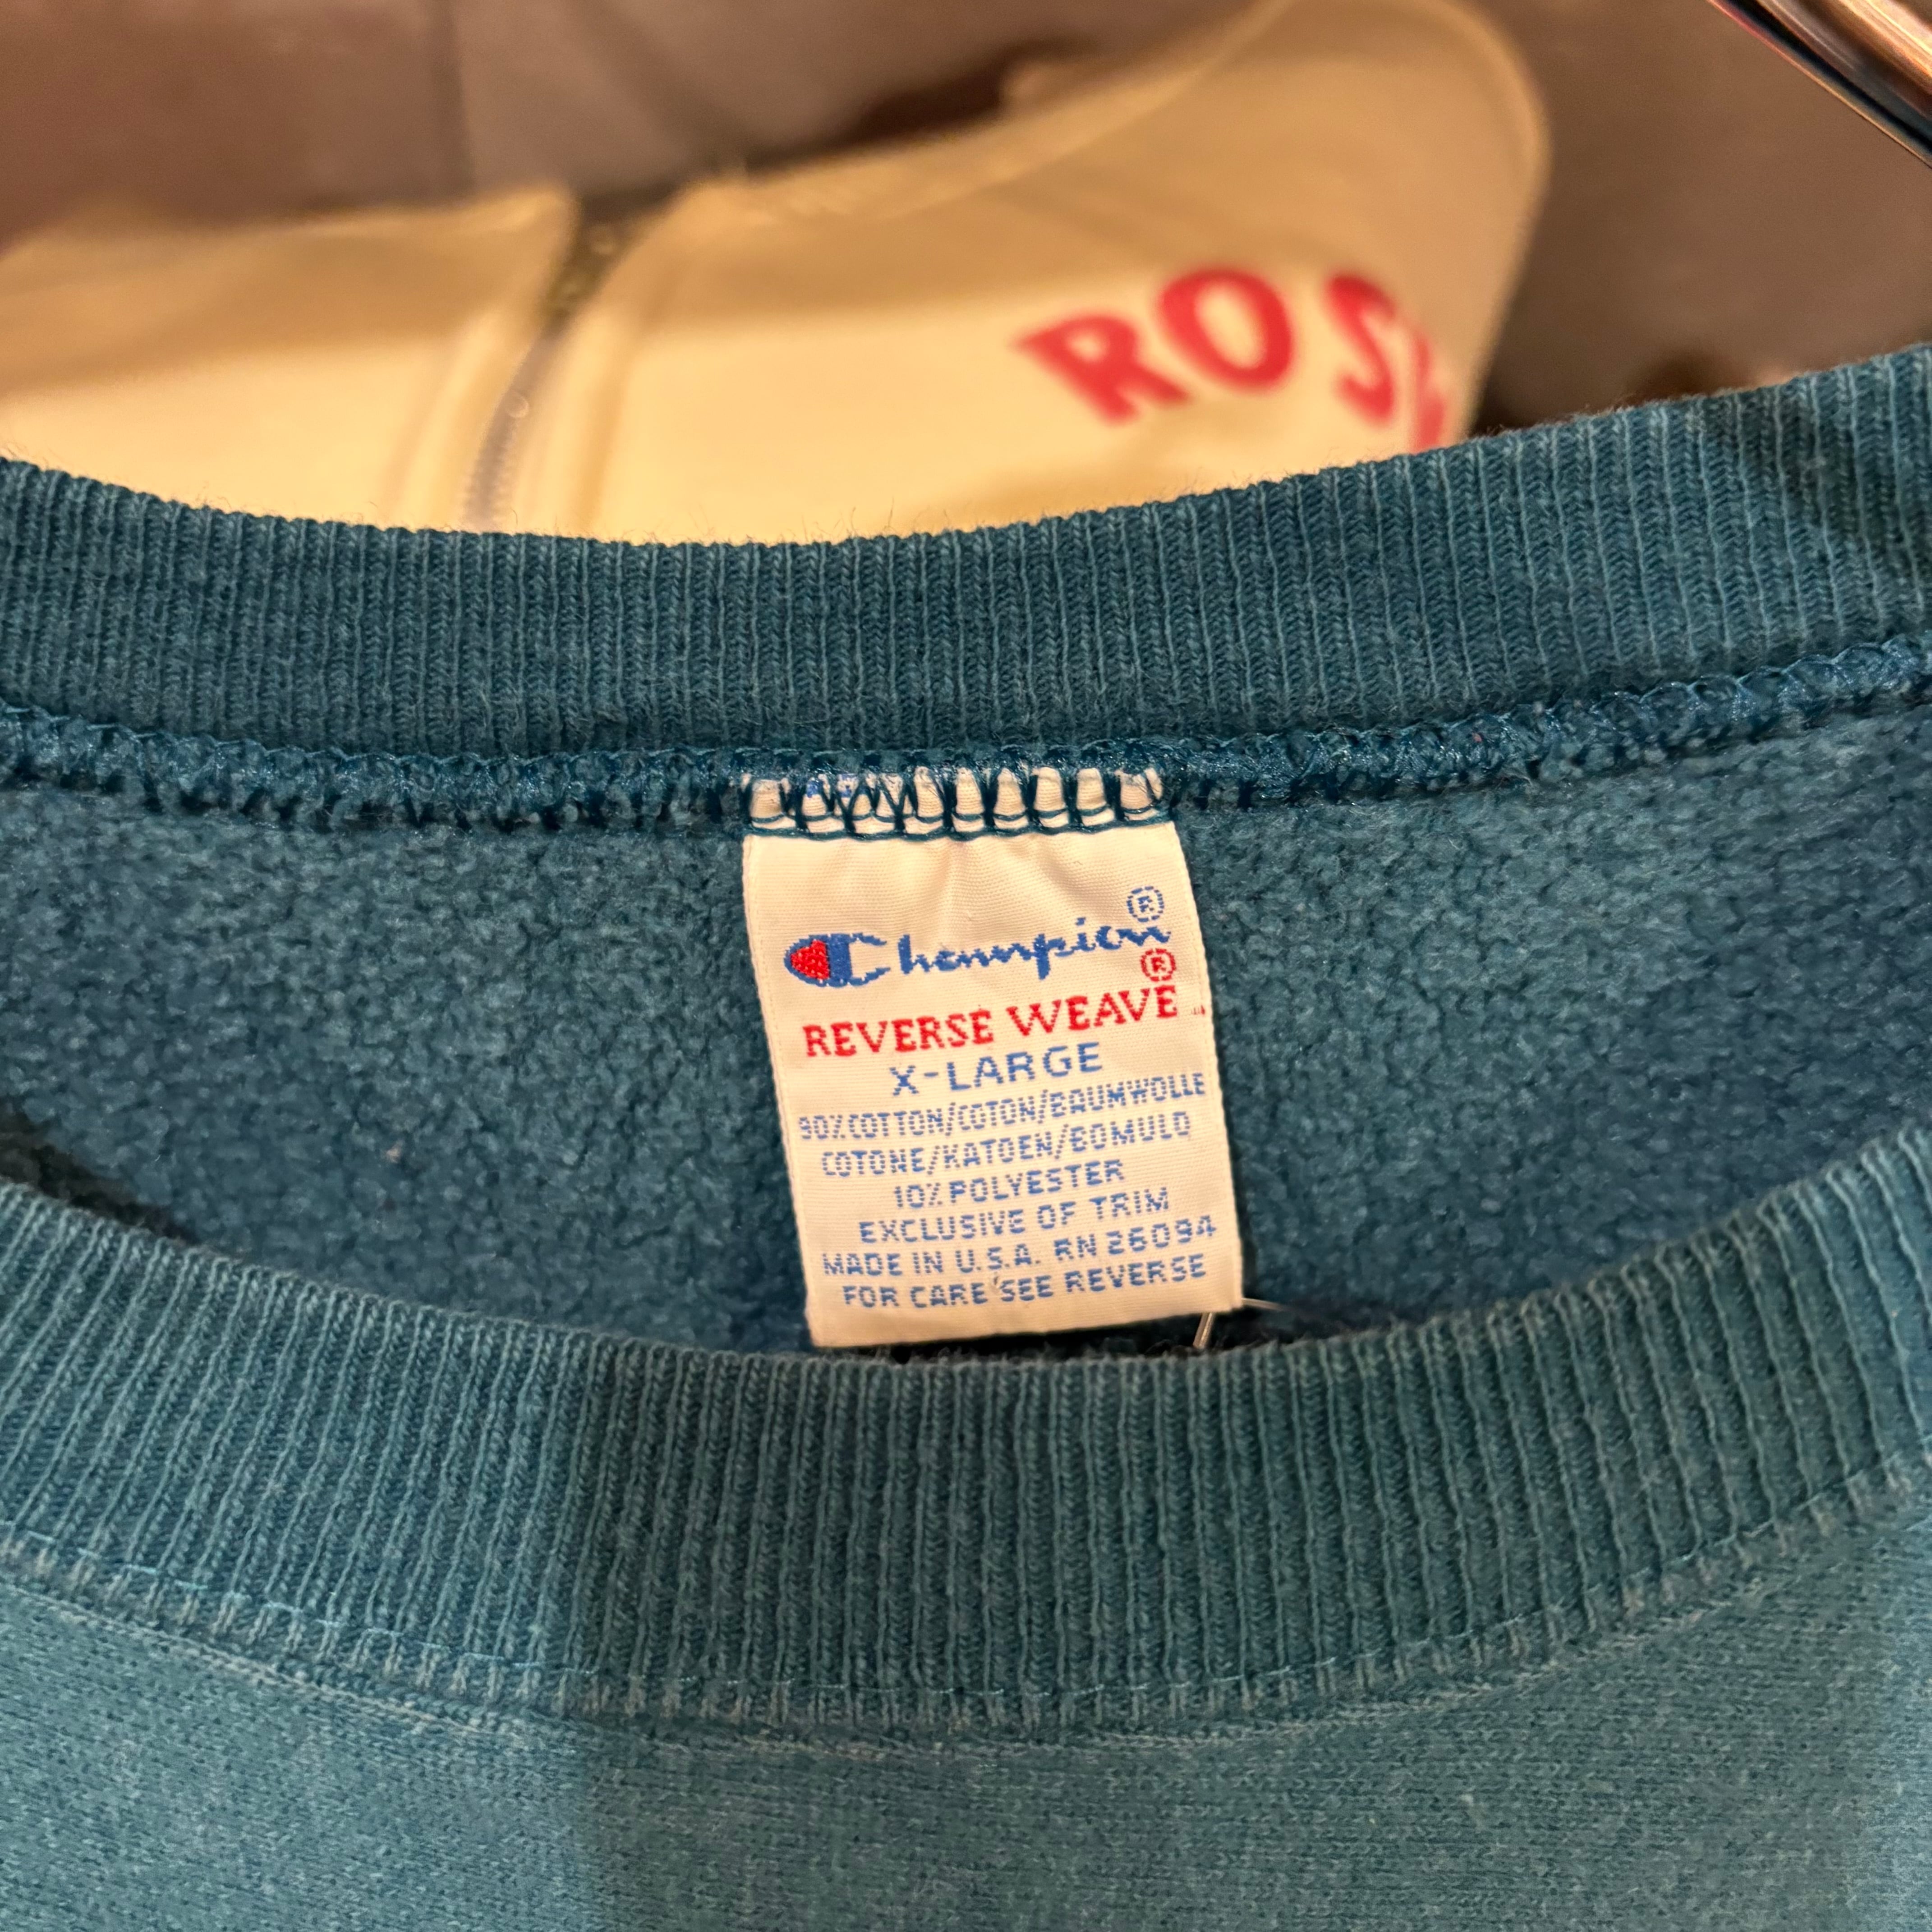 ROS
Champion®
®
REVERSE WEAVE
X-LARGE
90% COTTON/COTON/BAUMWOLLE
COTONE/KATOEN/BOMULD
10% POLYESTER
EXCLUSIVE OF TRIM
MADE IN U.S.A. RN 26094
FOR CARE SEE REVERSE